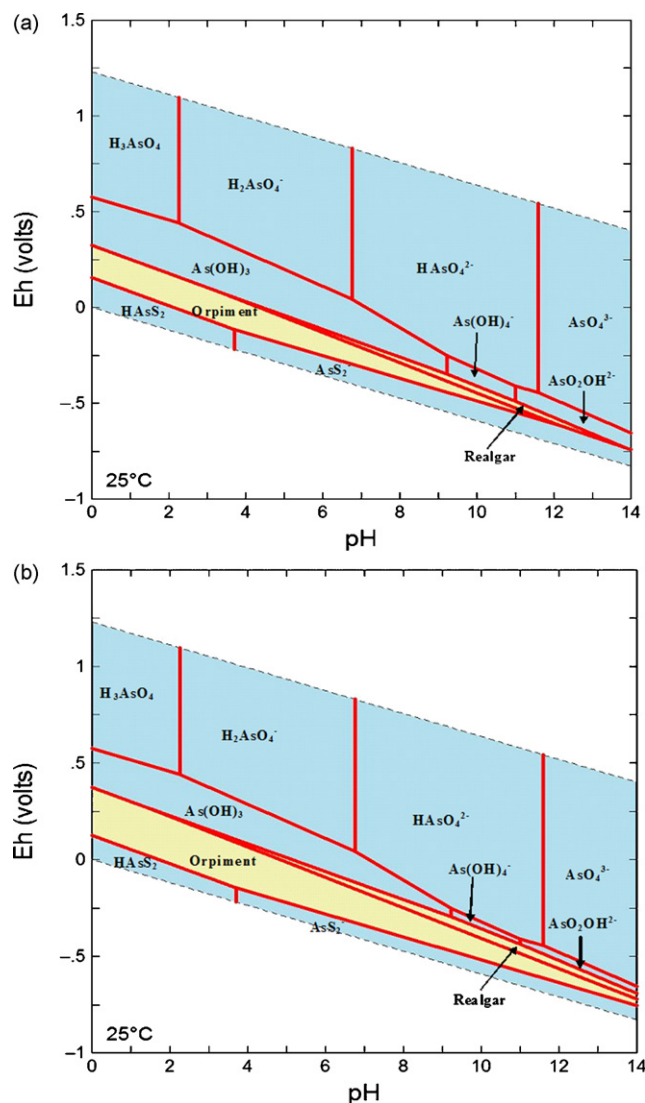 (a)
1.5
1
.5
0
–.5
–1
Eh (volts)
H₃AsO₄
H₂AsO₄⁻
HAsO₄²⁻
AsO₄³⁻
As(OH)₃
As(OH)₄⁻
AsO₂OH²⁻
Orpiment
HAsS₂
AsS₂⁻
Realgar
25°C
0 2 4 6 8 10 12 14
pH
(b)
1.5
1
.5
0
–.5
–1
Eh (volts)
H₃AsO₄
H₂AsO₄⁻
HAsO₄²⁻
AsO₄³⁻
As(OH)₃
As(OH)₄⁻
AsO₂OH²⁻
Orpiment
HAsS₂
AsS₂⁻
Realgar
25°C
0 2 4 6 8 10 12 14
pH